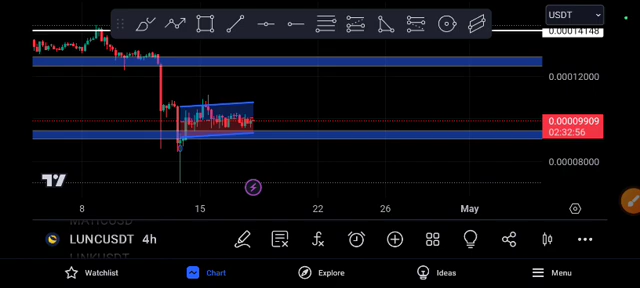 USDT
0.00014148
0.00012000
0.00009909
02:32:56
0.00008000
8 15 22 26 May
LUNCUSDT 4h
Watchlist Chart Explore Ideas Menu